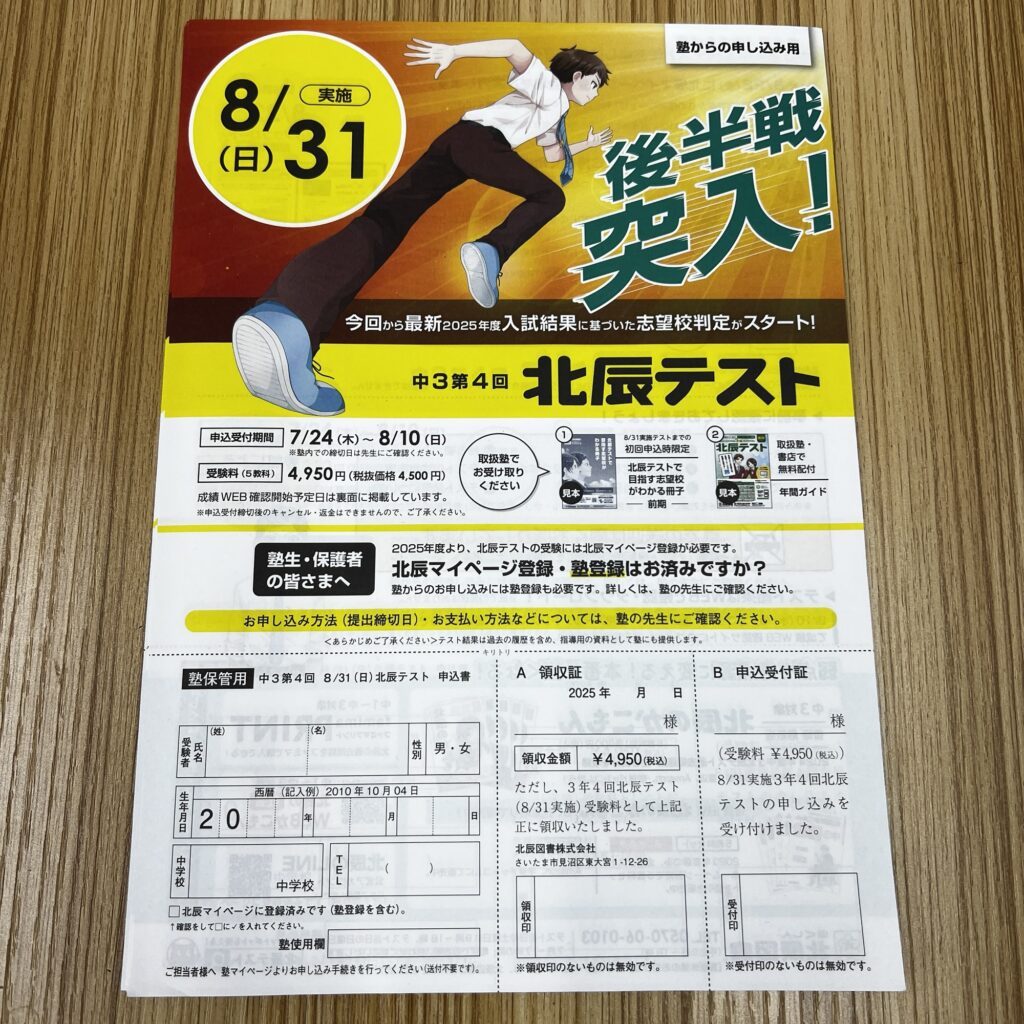 塾からの申し込み用
8/31
(日)
実施
後半戦
突入！
今回から最新2025年度入試結果に基づいた志望校判定がスタート！
中3第4回 北辰テスト
申込受付期間 7/24(木)～8/10(日)
※塾内での締切日は先生にご確認ください。
受験料(5教科) 4,950円(税抜価格 4,500円)
成績WEB確認開始予定日は裏面に掲載しています。
※申込受付締切後のキャンセル・返金はできませんので、ご了承ください。
取扱塾で
お受け取り
ください
①
北辰テストで
目指す志望校が
わかる冊子
見本
8/31実施テストまでの
初回申込時限定
北辰テストで
目指す志望校
がわかる冊子
前期
②
北辰テスト
見本
取扱塾・
書店で
無料配付
年間ガイド
塾生・保護者
の皆さまへ
2025年度より、北辰テストの受験には北辰マイページ登録が必要です。
北辰マイページ登録・塾登録はお済みですか？
塾からのお申し込みには塾登録も必要です。詳しくは、塾の先生にご確認ください。
お申し込み方法(提出締切日)・お支払い方法などについては、塾の先生にご確認ください。
<あらかじめご了承ください>テスト結果は過去の履歴を含め、指導用の資料として塾にも提供します。
キリトリ
塾保管用 中3第4回 8/31(日)北辰テスト 申込書
受験者
氏名
(姓)
(名)
性別
男・女
生年月日
西暦(記入例)2010年10月04日
20 年 月 日
中学校
中学校
TEL
( )
□北辰マイページに登録済みです(塾登録を含む)。
↑確認をして□に✓を入れてください。
塾使用欄
ご担当者様へ 塾マイページよりお申し込み手続きを行ってください(送付不要です)。
A 領収証
2025年 月 日
様
領収金額 ￥4,950(税込)
ただし、3年4回北辰テスト
(8/31実施)受験料として上記
正に領収いたしました。
北辰図書株式会社
さいたま市見沼区東大宮1-12-26
領収印
※領収印のないものは無効です。
B 申込受付証
様
(受験料 ￥4,950(税込))
8/31実施3年4回北辰
テストの申し込みを
受け付けました。
受付印
※受付印のないものは無効です。